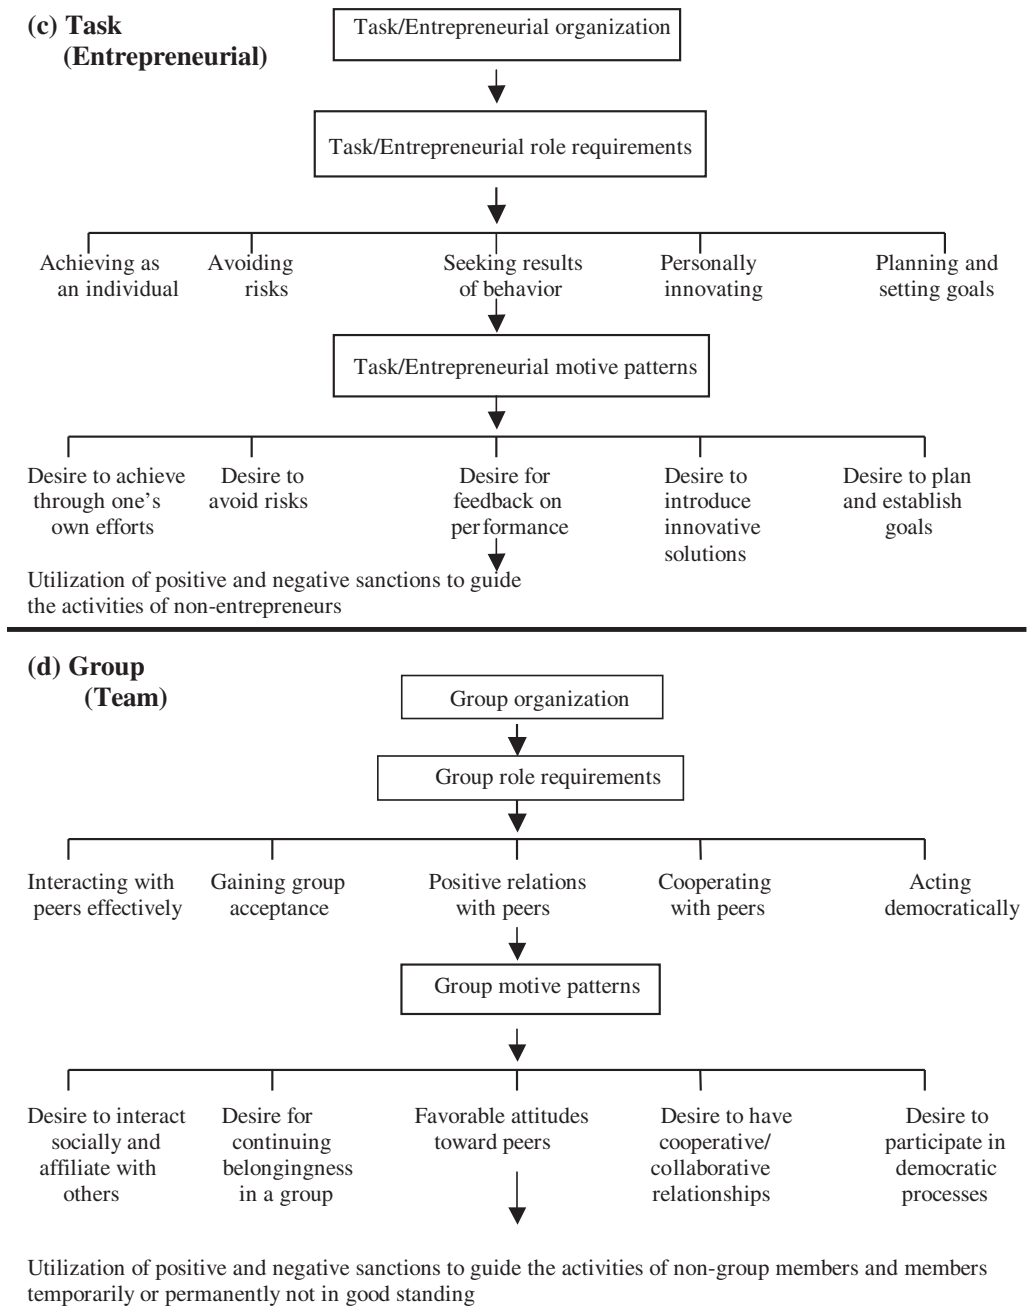 (c) Task
(Entrepreneurial)
Task/Entrepreneurial organization
Task/Entrepreneurial role requirements
Achieving as
an individual
Avoiding
risks
Seeking results
of behavior
Personally
innovating
Planning and
setting goals
Task/Entrepreneurial motive patterns
Desire to achieve
through one’s
own efforts
Desire to
avoid risks
Desire for
feedback on
performance
Desire to
introduce
innovative
solutions
Desire to plan
and establish
goals
Utilization of positive and negative sanctions to guide
the activities of non-entrepreneurs
(d) Group
(Team)
Group organization
Group role requirements
Interacting with
peers effectively
Gaining group
acceptance
Positive relations
with peers
Cooperating
with peers
Acting
democratically
Group motive patterns
Desire to interact
socially and
affiliate with
others
Desire for
continuing
belongingness
in a group
Favorable attitudes
toward peers
Desire to have
cooperative/
collaborative
relationships
Desire to
participate in
democratic
processes
Utilization of positive and negative sanctions to guide the activities of non-group members and members
temporarily or permanently not in good standing